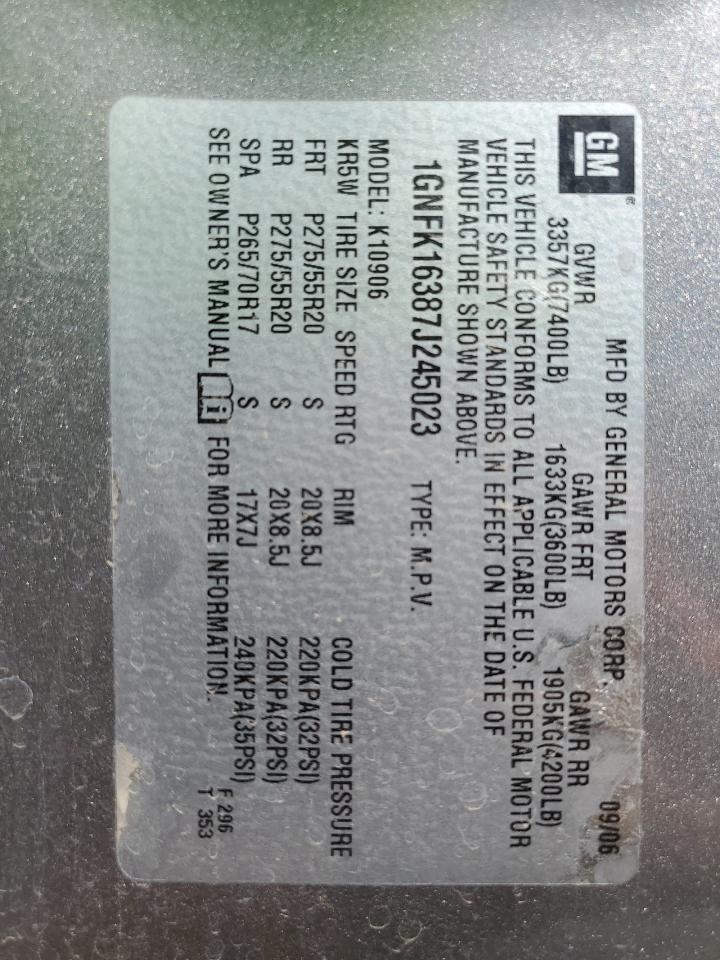 GM
MFD BY GENERAL MOTORS CORP. 09/06
GVWR GAWR FRT GAWR RR
3357KG(7400LB) 1633KG(3600LB) 1905KG(4200LB)
THIS VEHICLE CONFORMS TO ALL APPLICABLE U.S. FEDERAL MOTOR
VEHICLE SAFETY STANDARDS IN EFFECT ON THE DATE OF
MANUFACTURE SHOWN ABOVE.
1GNFK16387J245023 TYPE: M.P.V.
MODEL: K10906
KR5W TIRE SIZE SPEED RTG RIM COLD TIRE PRESSURE
FRT P275/55R20 S 20X8.5J 220KPA(32PSI)
RR P275/55R20 S 20X8.5J 220KPA(32PSI)
SPA P265/70R17 S 17X7J 240KPA(35PSI)
SEE OWNER'S MANUAL FOR MORE INFORMATION.
F 296
T 353